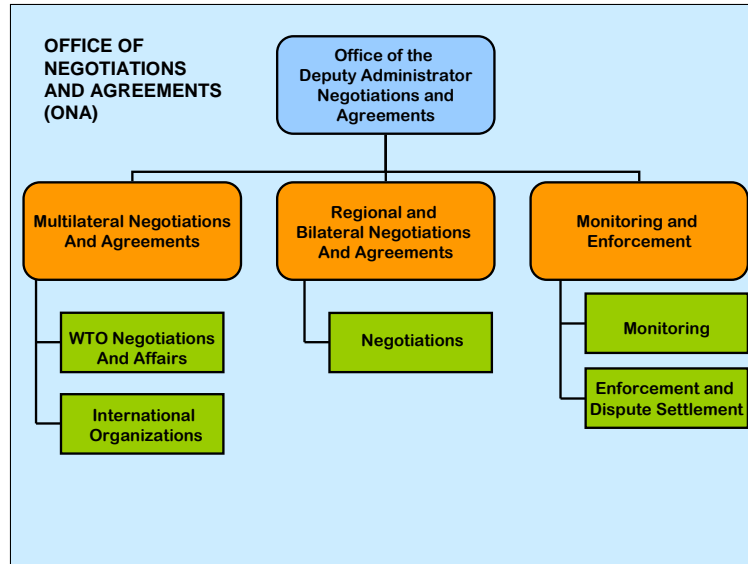 OFFICE OF
NEGOTIATIONS
AND AGREEMENTS
(ONA)
Office of the
Deputy Administrator
Negotiations and
Agreements
Multilateral Negotiations
And Agreements
Regional and
Bilateral Negotiations
And Agreements
Monitoring and
Enforcement
WTO Negotiations
And Affairs
International
Organizations
Negotiations
Monitoring
Enforcement and
Dispute Settlement